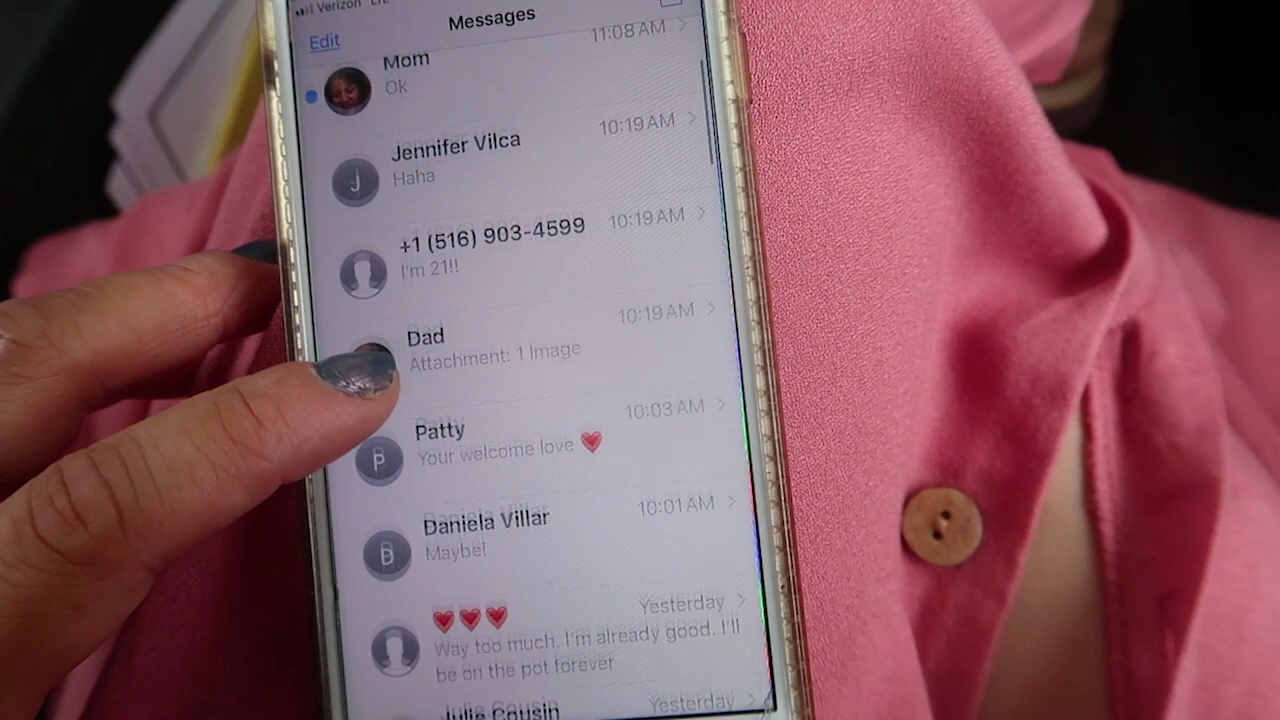 Verizon LTE
Messages
Edit
Mom
11:08 AM
Ok
Jennifer Vilca
10:19 AM
J
Haha
+1 (516) 903-4599
10:19 AM
I'm 21!!
Dad
10:19 AM
Attachment: 1 Image
Patty
10:03 AM
P
Your welcome love ❤️
Daniela Villar
10:01 AM
D
Maybe!
❤️❤️❤️
Yesterday
Way too much. I'm already good. I'll
be on the pot forever
Julie Cousin
Yesterday